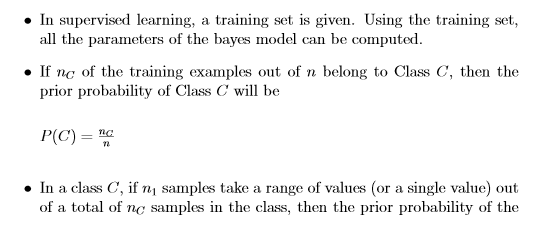 • In supervised learning, a training set is given. Using the training set,
all the parameters of the bayes model can be computed.
• If n_C of the training examples out of n belong to Class C, then the
prior probability of Class C will be
P(C) = n_C/n
• In a class C, if n_1 samples take a range of values (or a single value) out
of a total of n_C samples in the class, then the prior probability of the